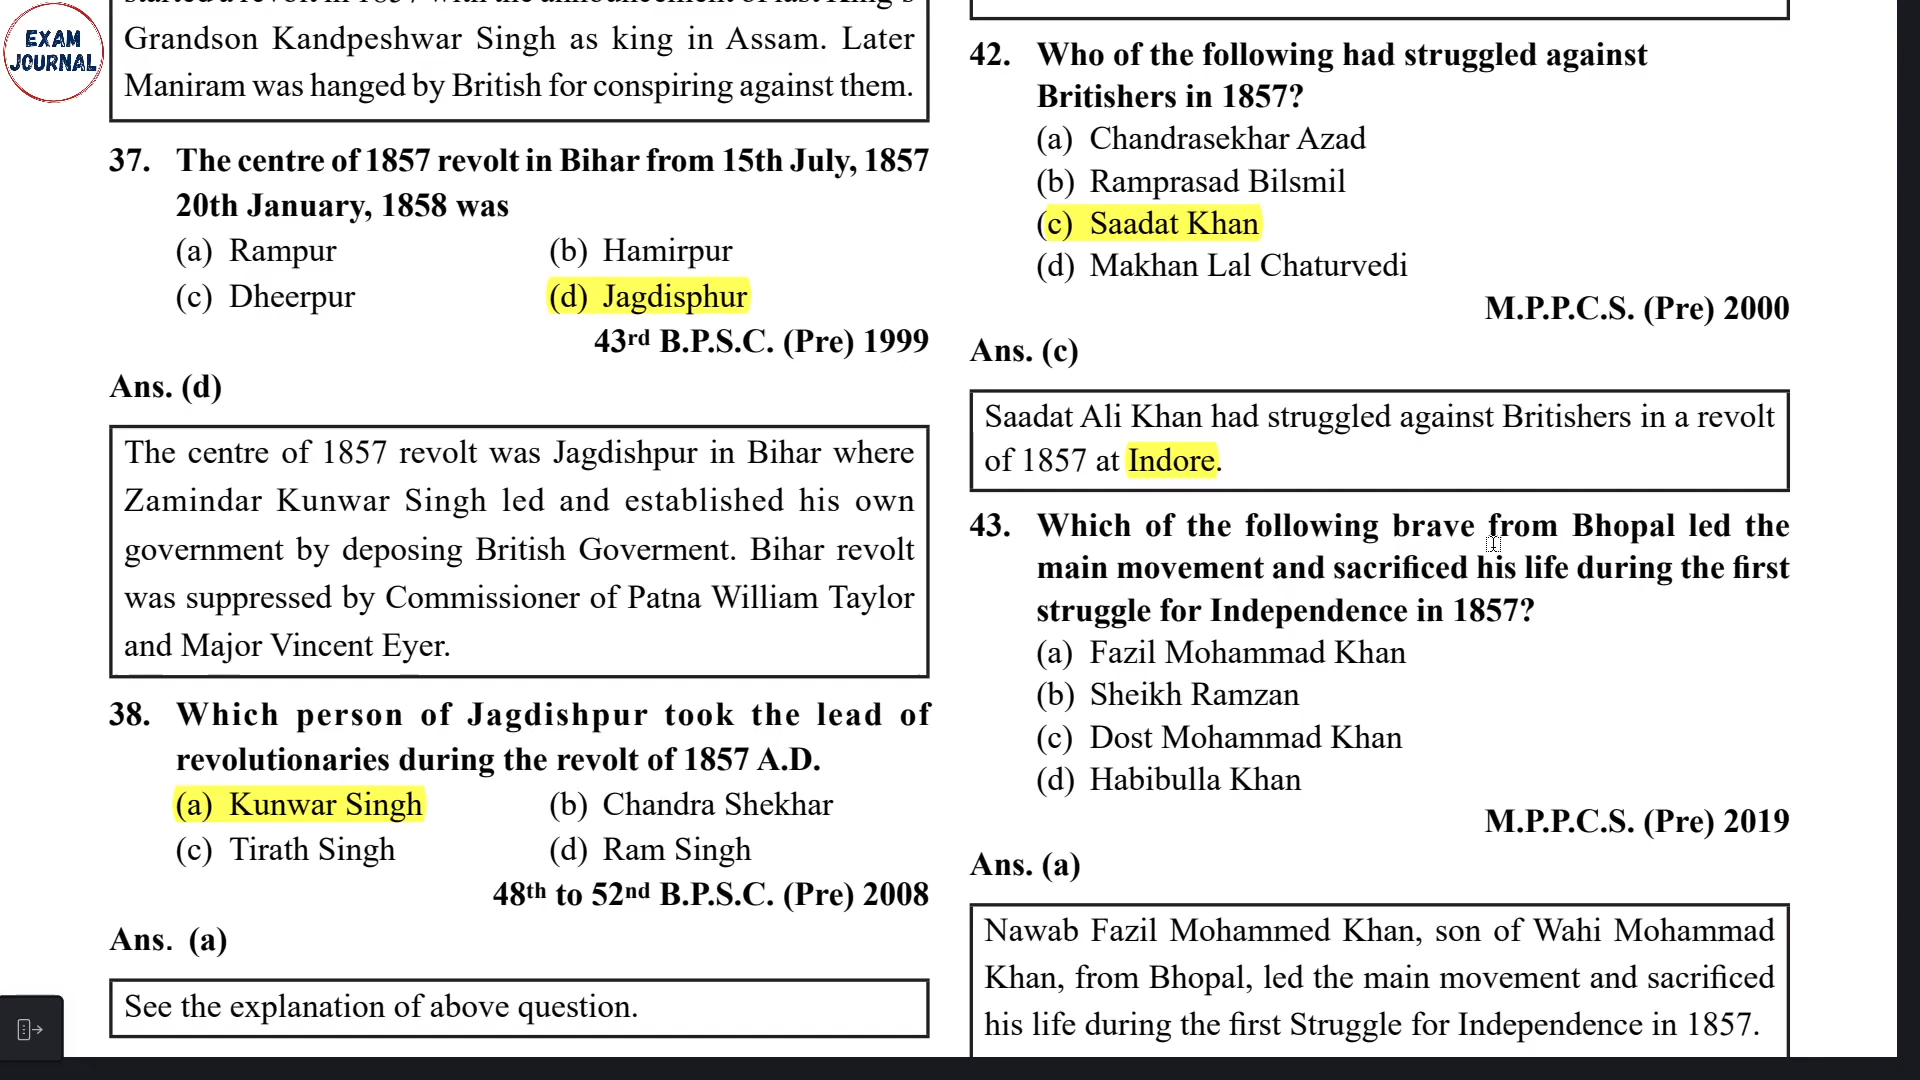 EXAM
JOURNAL
started a revolt in 1857 with the announcement of last King's
Grandson Kandpeshwar Singh as king in Assam. Later
Maniram was hanged by British for conspiring against them.
37. The centre of 1857 revolt in Bihar from 15th July, 1857
20th January, 1858 was
(a) Rampur (b) Hamirpur
(c) Dheerpur (d) Jagdisphur
43rd B.P.S.C. (Pre) 1999
Ans. (d)
The centre of 1857 revolt was Jagdishpur in Bihar where
Zamindar Kunwar Singh led and established his own
government by deposing British Goverment. Bihar revolt
was suppressed by Commissioner of Patna William Taylor
and Major Vincent Eyer.
38. Which person of Jagdishpur took the lead of
revolutionaries during the revolt of 1857 A.D.
(a) Kunwar Singh (b) Chandra Shekhar
(c) Tirath Singh (d) Ram Singh
48th to 52nd B.P.S.C. (Pre) 2008
Ans. (a)
See the explanation of above question.
42. Who of the following had struggled against
Britishers in 1857?
(a) Chandrasekhar Azad
(b) Ramprasad Bilsmil
(c) Saadat Khan
(d) Makhan Lal Chaturvedi
M.P.P.C.S. (Pre) 2000
Ans. (c)
Saadat Ali Khan had struggled against Britishers in a revolt
of 1857 at Indore.
43. Which of the following brave from Bhopal led the
main movement and sacrificed his life during the first
struggle for Independence in 1857?
(a) Fazil Mohammad Khan
(b) Sheikh Ramzan
(c) Dost Mohammad Khan
(d) Habibulla Khan
M.P.P.C.S. (Pre) 2019
Ans. (a)
Nawab Fazil Mohammed Khan, son of Wahi Mohammad
Khan, from Bhopal, led the main movement and sacrificed
his life during the first Struggle for Independence in 1857.